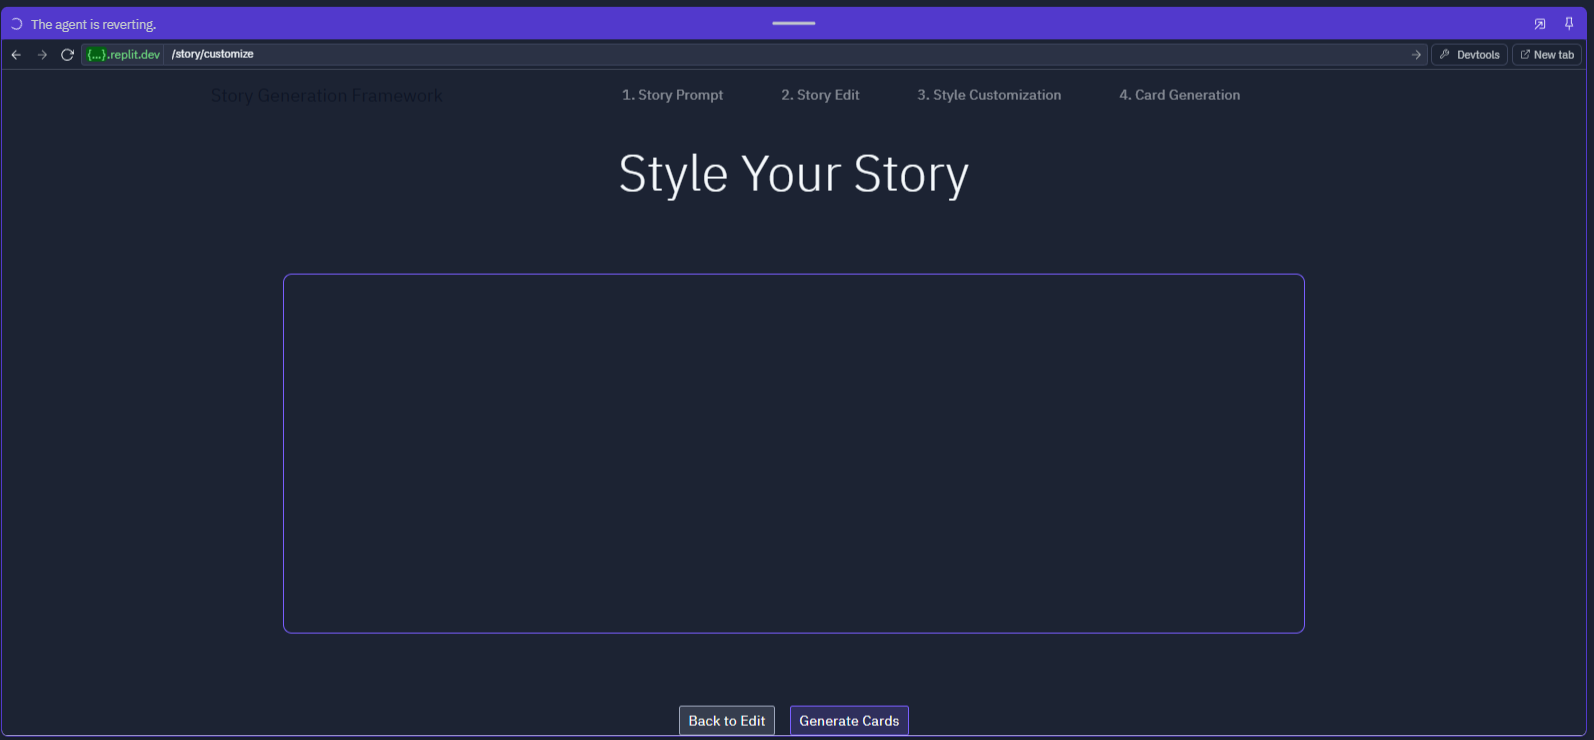 The agent is reverting.
{...}.replit.dev /story/customize Devtools New tab
Story Generation Framework 1. Story Prompt 2. Story Edit 3. Style Customization 4. Card Generation
Style Your Story
Back to Edit Generate Cards